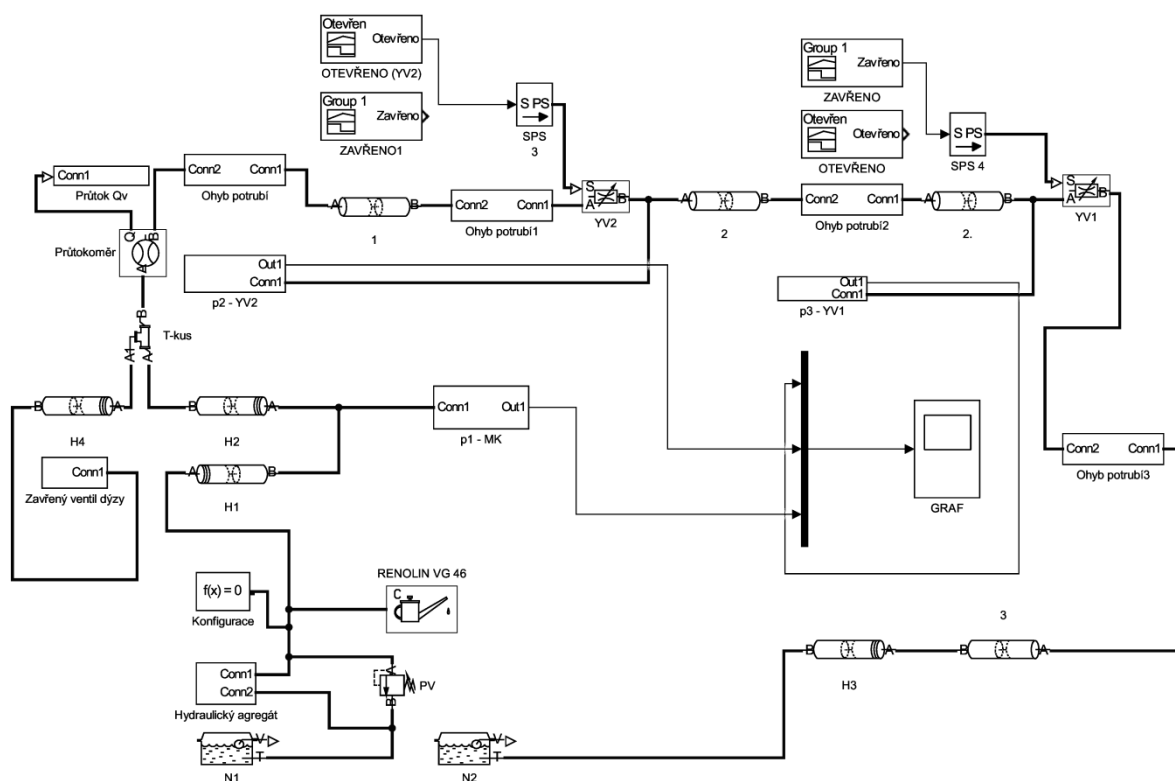 Otevřen
Otevřeno
OTEVŘENO (YV2)
Group 1
Zavřeno
ZAVŘENO1
S PS
SPS
3
Group 1
Zavřeno
ZAVŘENO
Otevřen
Otevřeno
OTEVŘENO
S PS
SPS 4
Conn1
Průtok Qv
Conn2 Conn1
Ohyb potrubí
A B
1
Conn2 Conn1
Ohyb potrubí1
S
A B
YV2
A B
2
Conn2 Conn1
Ohyb potrubí2
A B
2.
S
A B
YV1
Q B
Průtokoměr
A
Out1
Conn1
p2 - YV2
Out1
Conn1
p3 - YV1
B
T-kus
A1 A
B A
H4
B A
H2
Conn1 Out1
p1 - MK
Conn1
Zavřený ventil dýzy
A B
H1
GRAF
Conn2 Conn1
Ohyb potrubí3
f(x) = 0
Konfigurace
RENOLIN VG 46
C
3
B A
H3
B A
Conn1
Conn2
Hydraulický agregát
A
PV
B
V
T
N1
V
T
N2